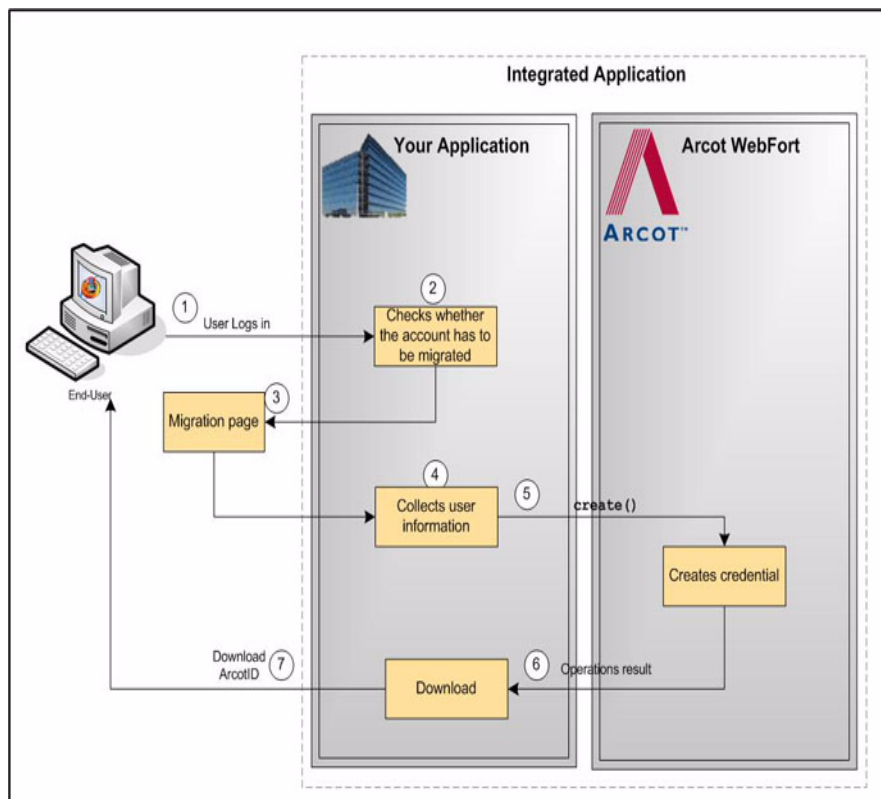 Integrated Application
Your Application
Arcot WebFort
ARCOT™
1
User Logs in
2
Checks whether
the account has to
be migrated
End-User
3
Migration page
4
Collects user
information
5
create()
Creates credential
6
Operations result
Download
7
Download
ArcotID